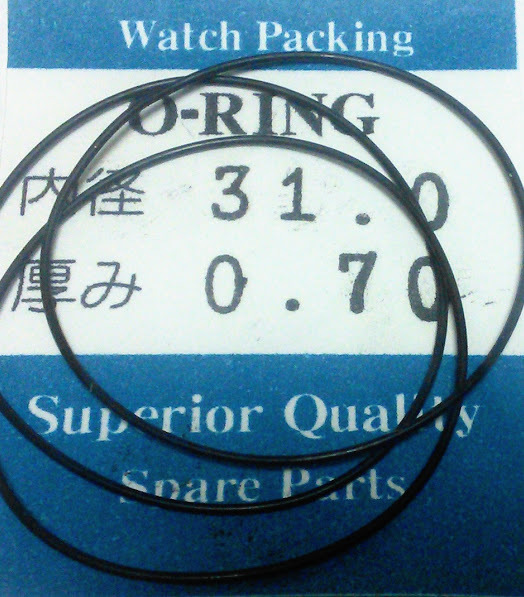 Watch Packing
O-RING
内径 31.0
厚み 0.70
Superior Quality
Spare Parts